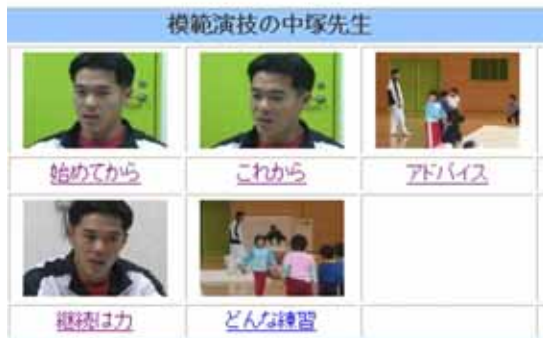 模範演技の中塚先生
始めてから
これから
アドバイス
継続は力
どんな練習